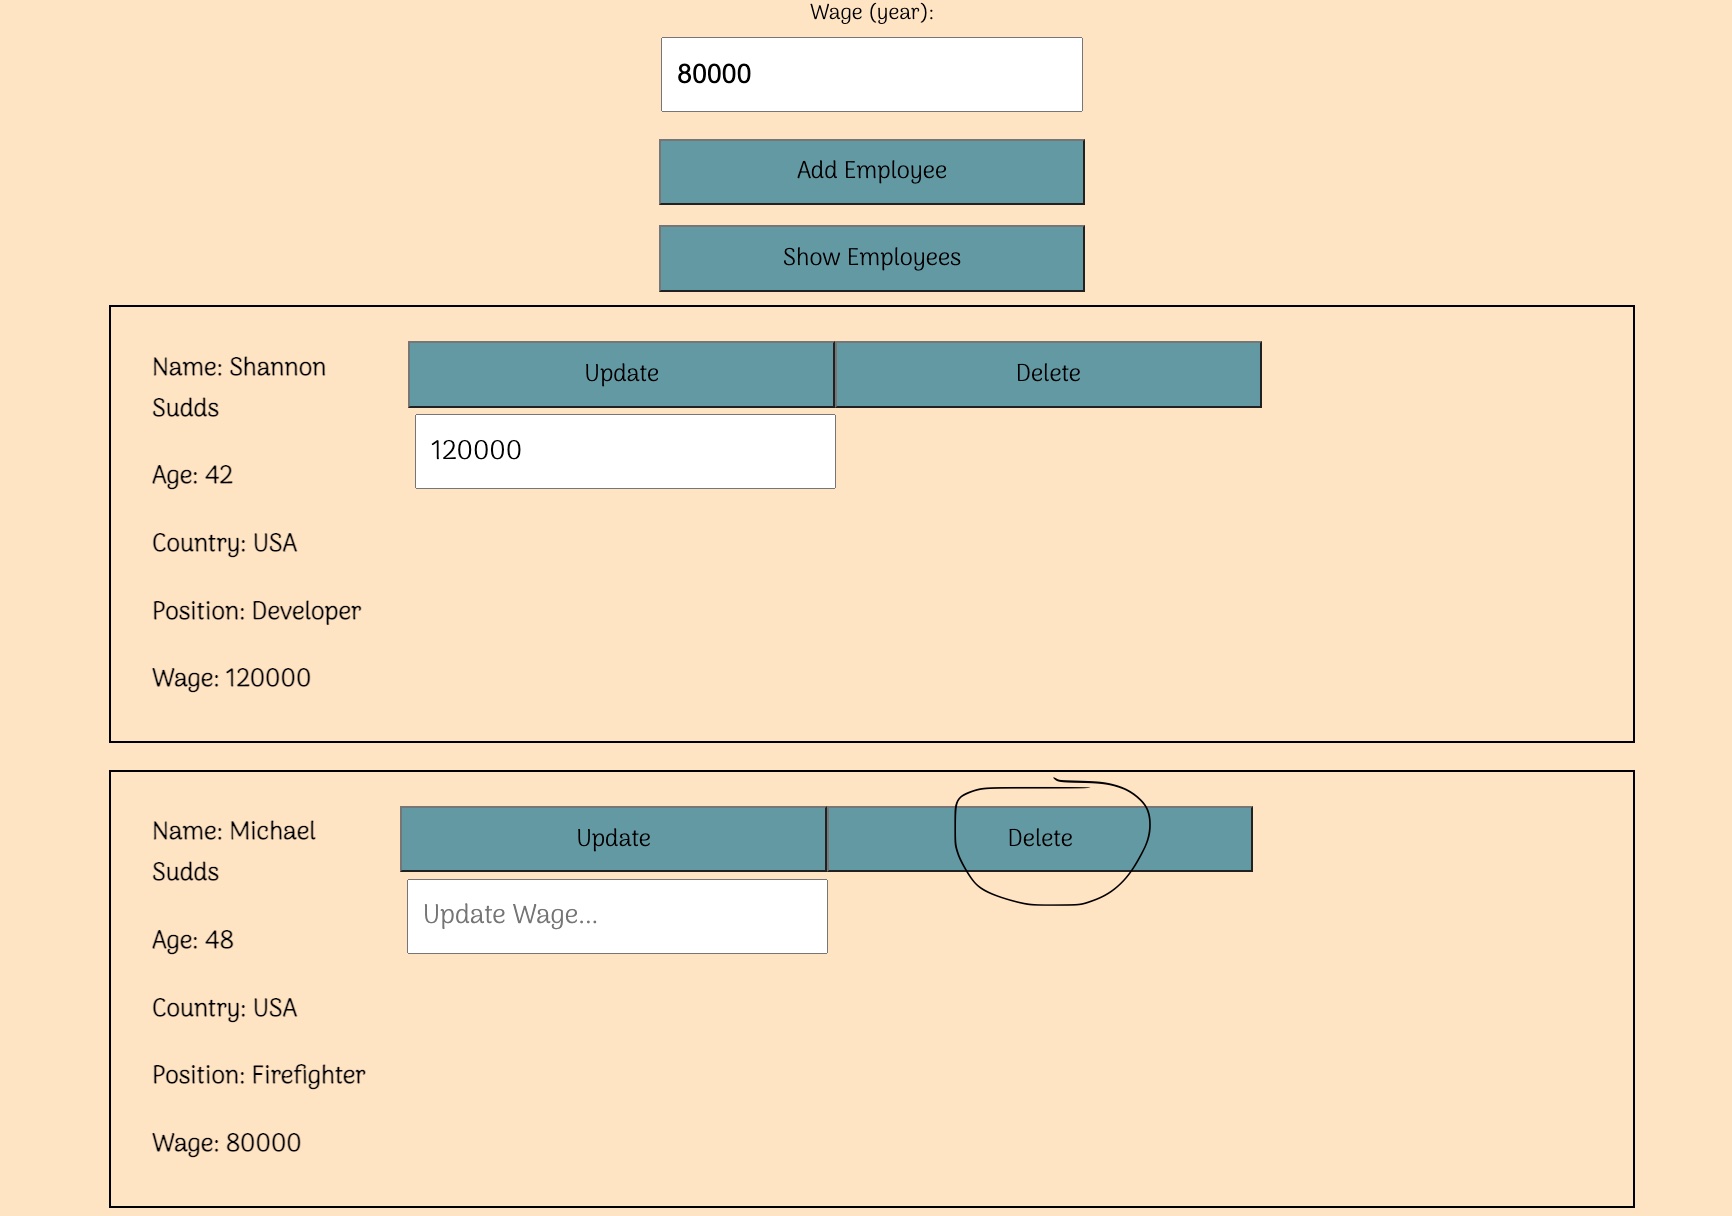 Wage (year):
80000
Add Employee
Show Employees
Name: Shannon
Sudds
Age: 42
Country: USA
Position: Developer
Wage: 120000
Update
Delete
120000
Name: Michael
Sudds
Age: 48
Country: USA
Position: Firefighter
Wage: 80000
Update
Delete
Update Wage...